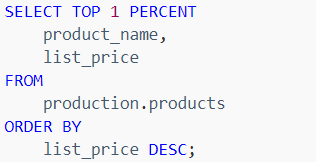 SELECT TOP 1 PERCENT
    product_name,
    list_price
FROM
    production.products
ORDER BY
    list_price DESC;